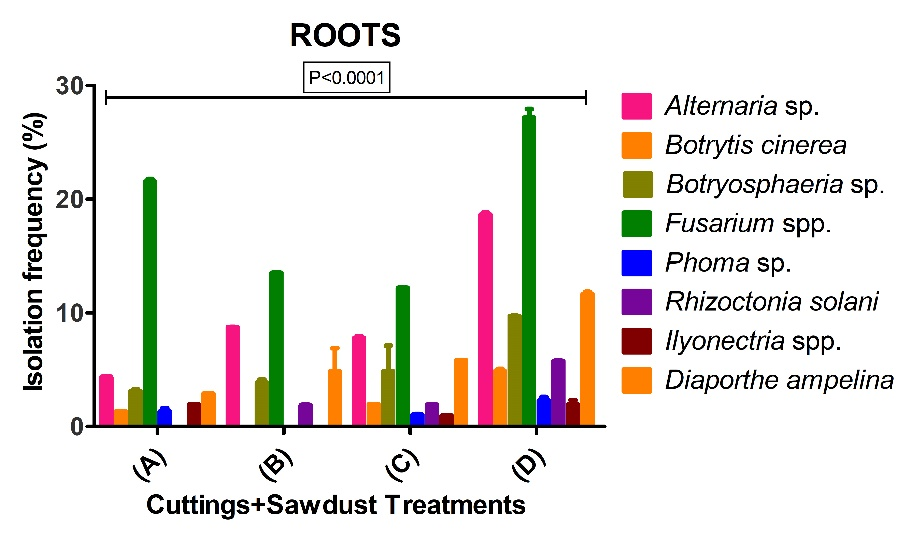 ROOTS
P<0.0001
30
20
10
0
Isolation frequency (%)
(A)
(B)
(C)
(D)
Cuttings+Sawdust Treatments
Alternaria sp.
Botrytis cinerea
Botryosphaeria sp.
Fusarium spp.
Phoma sp.
Rhizoctonia solani
Ilyonectria spp.
Diaporthe ampelina